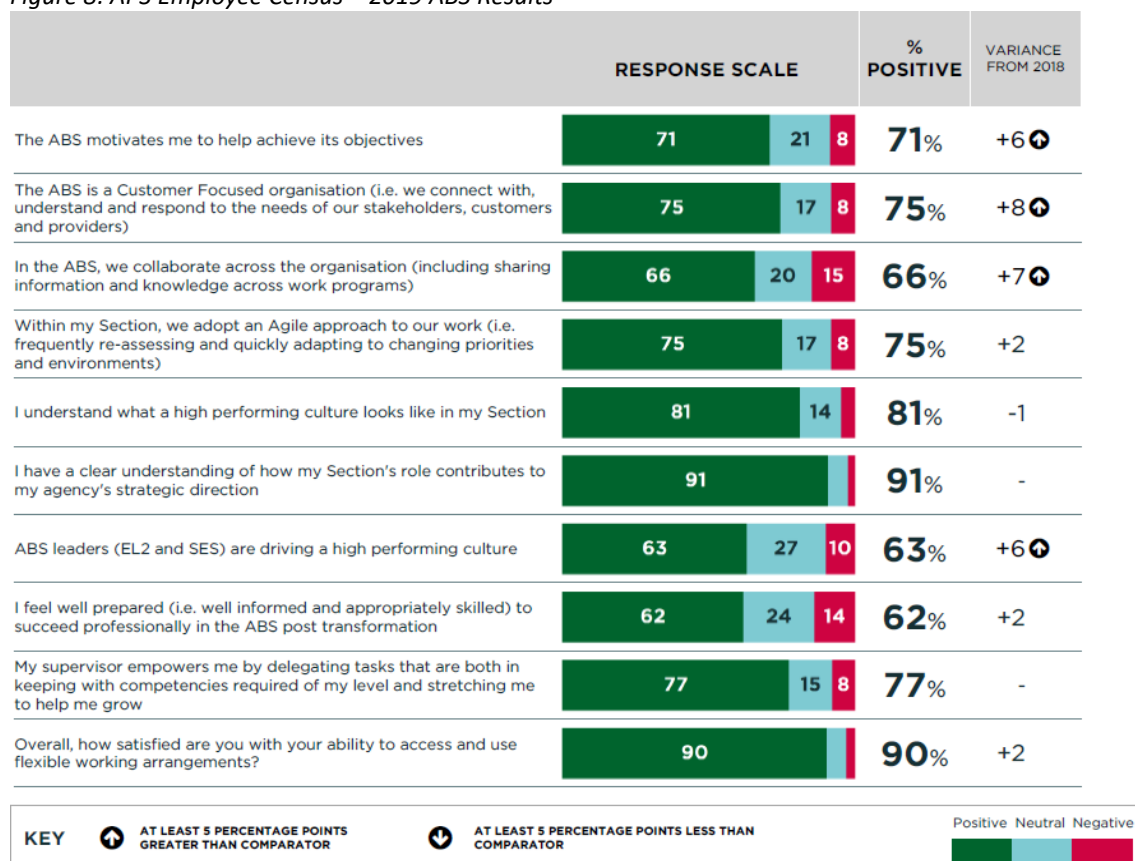 Figure 8: APS Employee Census – 2019 ABS Results
RESPONSE SCALE
%
POSITIVE
VARIANCE
FROM 2018
The ABS motivates me to help achieve its objectives
71 21 8 71% +6
The ABS is a Customer Focused organisation (i.e. we connect with,
understand and respond to the needs of our stakeholders, customers
and providers)
75 17 8 75% +8
In the ABS, we collaborate across the organisation (including sharing
information and knowledge across work programs)
66 20 15 66% +7
Within my Section, we adopt an Agile approach to our work (i.e.
frequently re-assessing and quickly adapting to changing priorities
and environments)
75 17 8 75% +2
I understand what a high performing culture looks like in my Section
81 14 81% -1
I have a clear understanding of how my Section's role contributes to
my agency's strategic direction
91 91% -
ABS leaders (EL2 and SES) are driving a high performing culture
63 27 10 63% +6
I feel well prepared (i.e. well informed and appropriately skilled) to
succeed professionally in the ABS post transformation
62 24 14 62% +2
My supervisor empowers me by delegating tasks that are both in
keeping with competencies required of my level and stretching me
to help me grow
77 15 8 77% -
Overall, how satisfied are you with your ability to access and use
flexible working arrangements?
90 90% +2
KEY
AT LEAST 5 PERCENTAGE POINTS
GREATER THAN COMPARATOR
AT LEAST 5 PERCENTAGE POINTS LESS THAN
COMPARATOR
Positive Neutral Negative